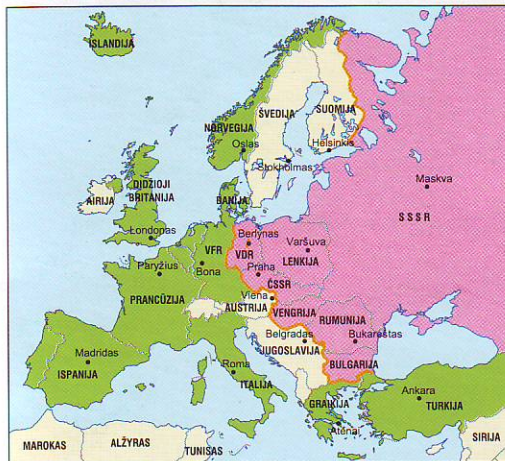 ISLANDIJA
ŠVEDIJA
SUOMIJA
NORVEGIJA
Oslas
Helsinkis
Stokholmas
Maskva
SSSR
AIRIJA
DIDŽIOJI
BRITANIJA
DANIJA
Londonas
Berlynas
VDR
Varšuva
LENKIJA
VFR
Bona
Praha
ČSSR
Paryžius
PRANCŪZIJA
Viena
AUSTRIJA
VENGRIJA
RUMUNIJA
Belgradas
Bukareštas
JUGOSLAVIJA
BULGARIJA
Madridas
ISPANIJA
Roma
ITALIJA
GRAIKIJA
Atėnai
Ankara
TURKIJA
MAROKAS
ALŽYRAS
TUNISAS
SIRIJA